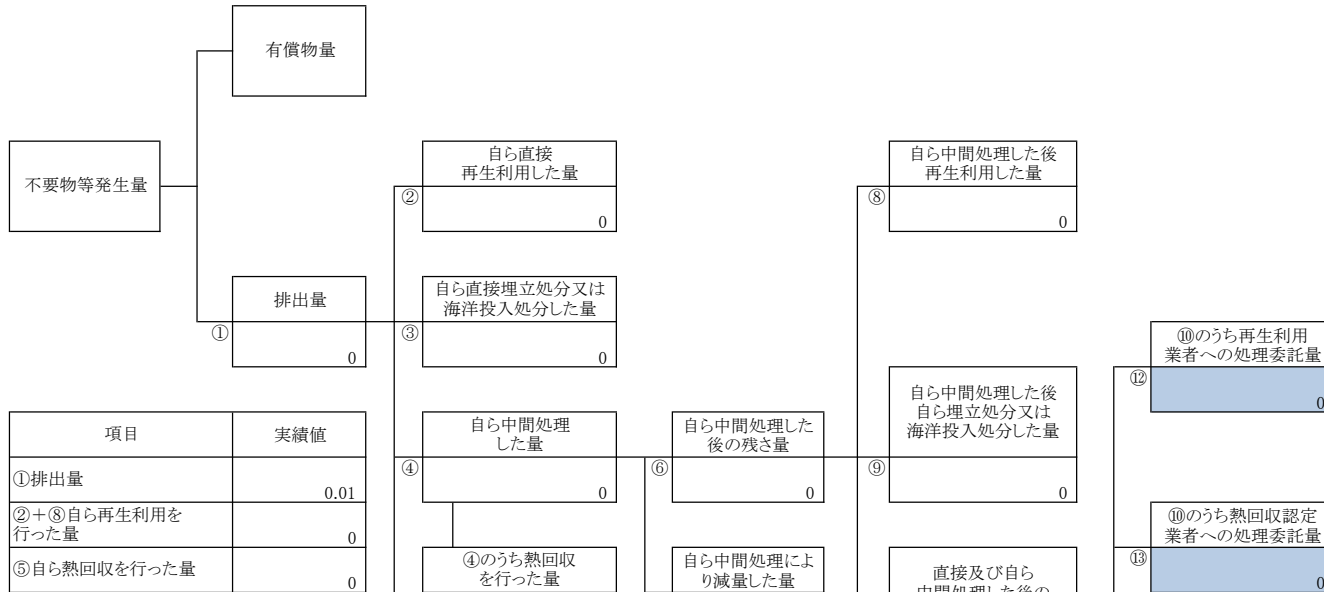 有償物量
不要物等発生量
自ら直接
再生利用した量
②
0
自ら中間処理した後
再生利用した量
⑧
0
排出量
①
0
自ら直接埋立処分又は
海洋投入処分した量
③
0
⑩のうち再生利用
業者への処理委託量
⑫
0
自ら中間処理した後
自ら埋立処分又は
海洋投入処分した量
⑨
0
項目 実績値
①排出量
0.01
②+⑧自ら再生利用を
行った量
0
⑤自ら熱回収を行った量
0
自ら中間処理
した量
④
0
自ら中間処理した
後の残さ量
⑥
0
⑩のうち熱回収認定
業者への処理委託量
⑬
0
④のうち熱回収
を行った量
自ら中間処理によ
り減量した量
直接及び自ら
中間処理した後の